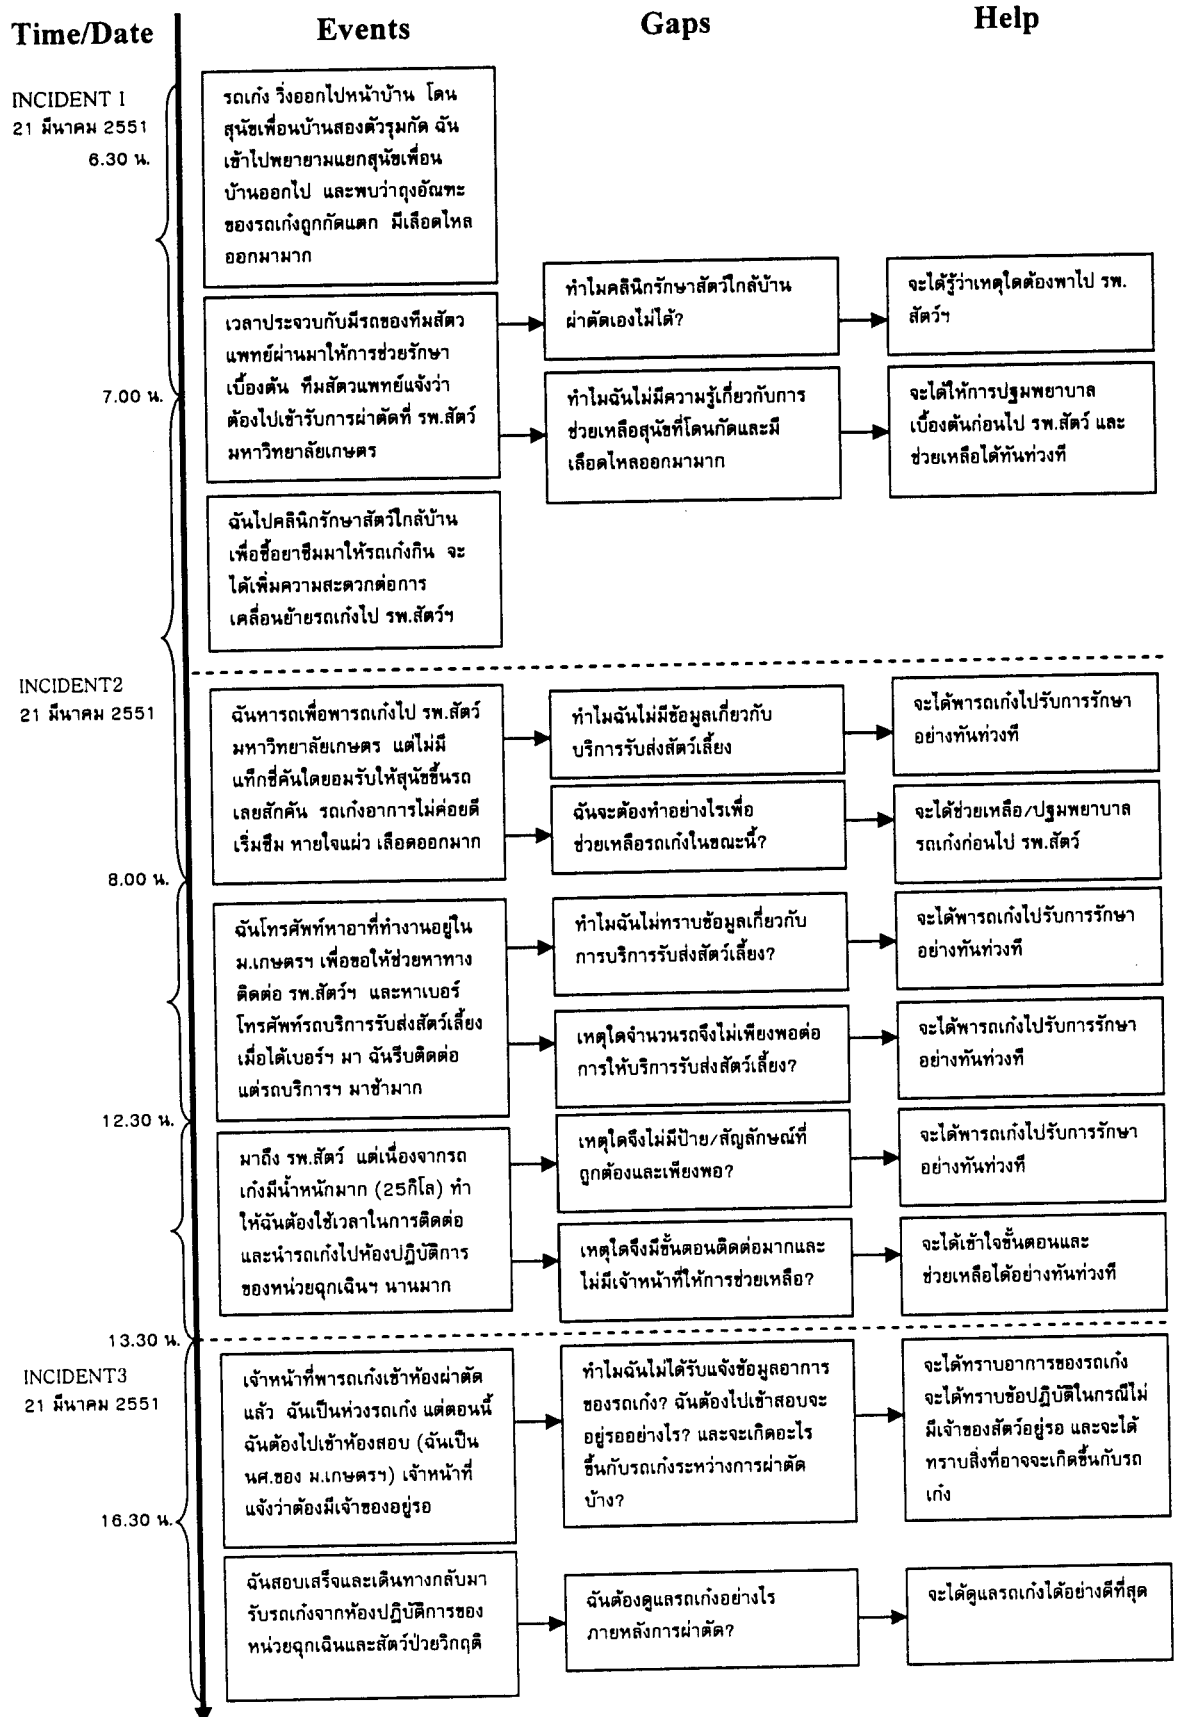 Time/Date
Events
Gaps
Help
INCIDENT 1
21 มีนาคม 2551
6.30 น.
รถเก๋ง วิ่งออกไปหน้าบ้าน โดน
สุนัขเพื่อนบ้านสองตัวรุมกัด ฉัน
เข้าไปพยายามแยกสุนัขเพื่อน
บ้านออกไป และพบว่าถุงอัณฑะ
ของรถเก๋งถูกกัดแตก มีเลือดไหล
ออกมามาก
7.00 น.
เวลาประจวบกับมีรถของทีมสัตว
แพทย์ผ่านมาให้การช่วยรักษา
เบื้องต้น ทีมสัตวแพทย์แจ้งว่า
ต้องไปเข้ารับการผ่าตัดที่ รพ.สัตว์
มหาวิทยาลัยเกษตร
ทำไมคลินิกรักษาสัตว์ใกล้บ้าน
ผ่าตัดเองไม่ได้?
จะได้รู้ว่าเหตุใดต้องพาไป รพ.
สัตว์ฯ
ทำไมฉันไม่มีความรู้เกี่ยวกับการ
ช่วยเหลือสุนัขที่โดนกัดและมี
เลือดไหลออกมามาก
จะได้ให้การปฐมพยาบาล
เบื้องต้นก่อนไป รพ.สัตว์ และ
ช่วยเหลือได้ทันท่วงที
ฉันไปคลินิกรักษาสัตว์ใกล้บ้าน
เพื่อซื้อยาซึมมาให้รถเก๋งกิน จะ
ได้เพิ่มความสะดวกต่อการ
เคลื่อนย้ายรถเก๋งไป รพ.สัตว์ฯ
INCIDENT2
21 มีนาคม 2551
ฉันหารถเพื่อพารถเก๋งไป รพ.สัตว์
มหาวิทยาลัยเกษตร แต่ไม่มี
แท็กซี่คันใดยอมรับให้สุนัขขึ้นรถ
เลยสักคัน รถเก๋งอาการไม่ค่อยดี
เริ่มซึม หายใจแผ่ว เลือดออกมาก
ทำไมฉันไม่มีข้อมูลเกี่ยวกับ
บริการรับส่งสัตว์เลี้ยง
จะได้พารถเก๋งไปรับการรักษา
อย่างทันท่วงที
ฉันจะต้องทำอย่างไรเพื่อ
ช่วยเหลือรถเก๋งในขณะนี้?
จะได้ช่วยเหลือ/ปฐมพยาบาล
รถเก๋งก่อนไป รพ.สัตว์
8.00 น.
ฉันโทรศัพท์หาอาที่ทำงานอยู่ใน
ม.เกษตรฯ เพื่อขอให้ช่วยหาทาง
ติดต่อ รพ.สัตว์ฯ และหาเบอร์
โทรศัพท์รถบริการรับส่งสัตว์เลี้ยง
เมื่อได้เบอร์ฯ มา ฉันรีบติดต่อ
แต่รถบริการฯ มาช้ามาก
ทำไมฉันไม่ทราบข้อมูลเกี่ยวกับ
การบริการรับส่งสัตว์เลี้ยง?
จะได้พารถเก๋งไปรับการรักษา
อย่างทันท่วงที
เหตุใดจำนวนรถจึงไม่เพียงพอต่อ
การให้บริการรับส่งสัตว์เลี้ยง?
จะได้พารถเก๋งไปรับการรักษา
อย่างทันท่วงที
12.30 น.
มาถึง รพ.สัตว์ แต่เนื่องจากรถ
เก๋งมีน้ำหนักมาก (25กิโล) ทำ
ให้ฉันต้องใช้เวลาในการติดต่อ
และนำรถเก๋งไปห้องปฏิบัติการ
ของหน่วยฉุกเฉินฯ นานมาก
เหตุใดจึงไม่มีป้าย/สัญลักษณ์ที่
ถูกต้องและเพียงพอ?
จะได้พารถเก๋งไปรับการรักษา
อย่างทันท่วงที
เหตุใดจึงมีขั้นตอนติดต่อมากและ
ไม่มีเจ้าหน้าที่ให้การช่วยเหลือ?
จะได้เข้าใจขั้นตอนและ
ช่วยเหลือได้อย่างทันท่วงที
13.30 น.
INCIDENT3
21 มีนาคม 2551
เจ้าหน้าที่พารถเก๋งเข้าห้องผ่าตัด
แล้ว ฉันเป็นห่วงรถเก๋ง แต่ตอนนี้
ฉันต้องไปเข้าห้องสอบ (ฉันเป็น
นศ.ของ ม.เกษตรฯ) เจ้าหน้าที่
แจ้งว่าต้องมีเจ้าของอยู่รอ
ทำไมฉันไม่ได้รับแจ้งข้อมูลอาการ
ของรถเก๋ง? ฉันต้องไปเข้าสอบจะ
อยู่รออย่างไร? และจะเกิดอะไร
ขึ้นกับรถเก๋งระหว่างการผ่าตัด
บ้าง?
จะได้ทราบอาการของรถเก๋ง
จะได้ทราบข้อปฏิบัติในกรณีไม่
มีเจ้าของสัตว์อยู่รอ และจะได้
ทราบสิ่งที่อาจจะเกิดขึ้นกับรถ
เก๋ง
16.30 น.
ฉันสอบเสร็จและเดินทางกลับมา
รับรถเก๋งจากห้องปฏิบัติการของ
หน่วยฉุกเฉินและสัตว์ป่วยวิกฤติ
ฉันต้องดูแลรถเก๋งอย่างไร
ภายหลังการผ่าตัด?
จะได้ดูแลรถเก๋งได้อย่างดีที่สุด